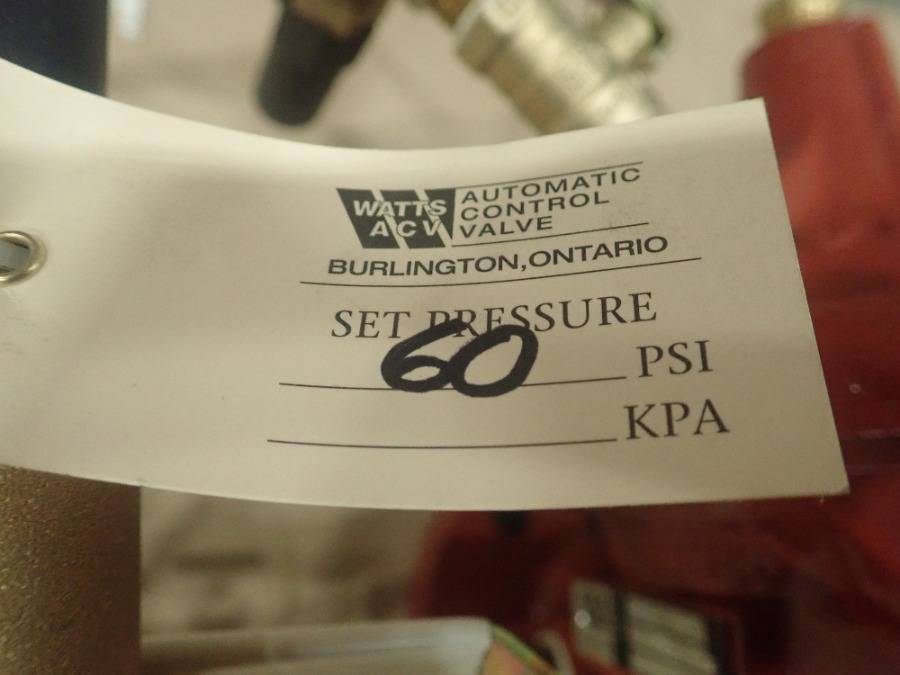 WATTS ACV
AUTOMATIC
CONTROL
VALVE
BURLINGTON,ONTARIO
SET PRESSURE
60 PSI
KPA